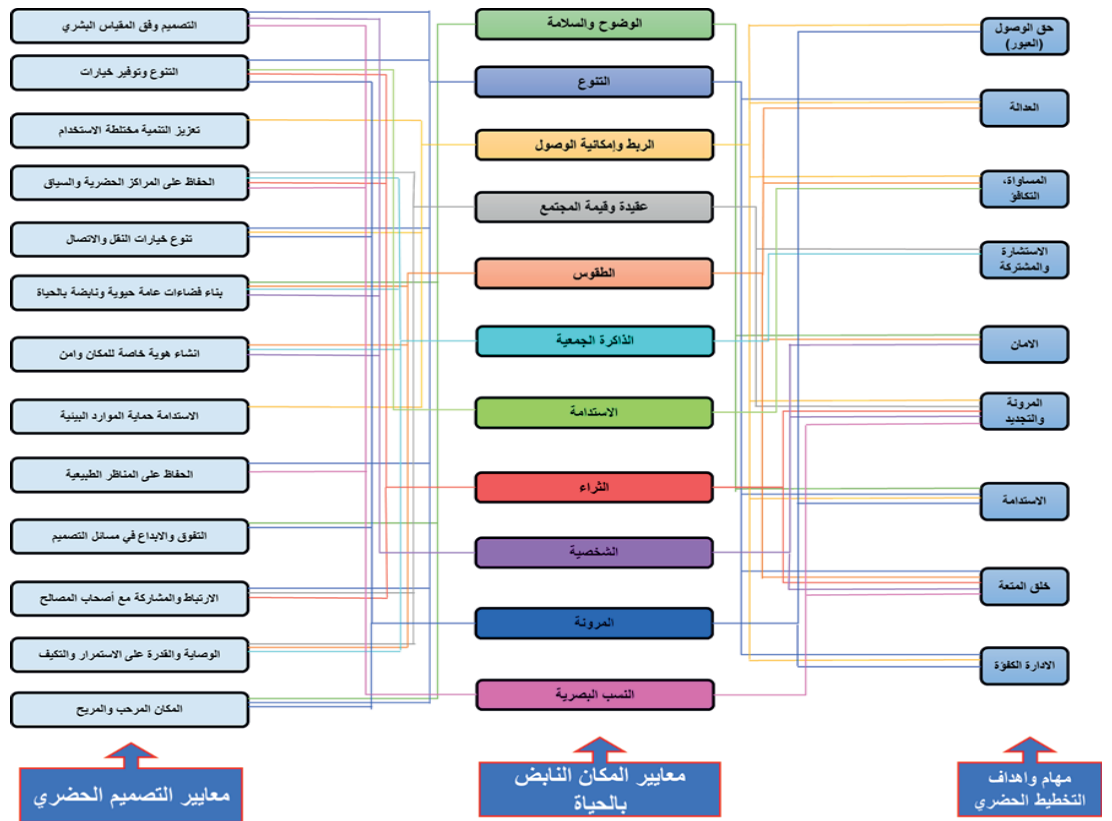 حق الوصول
(العبور)
العدالة
المساواة،
التكافؤ
الاستشارة
والمشتركة
الامان
المرونة
والتجديد
الاستدامة
خلق المتعة
الادارة الكفؤة
مهام واهداف
التخطيط الحضري
الوضوح والسلامة
التنوع
الربط وإمكانية الوصول
عقيدة وقيمة المجتمع
الطقوس
الذاكرة الجمعية
الاستدامة
الثراء
الشخصية
المرونة
النسب البصرية
معايير المكان النابض
بالحياة
التصميم وفق المقياس البشري
التنوع وتوفير خيارات
تعزيز التنمية مختلطة الاستخدام
الحفاظ على المراكز الحضرية والسياق
تنوع خيارات النقل والاتصال
بناء فضاءات عامة حيوية ونابضة بالحياة
انشاء هوية خاصة للمكان وامن
الاستدامة حماية الموارد البيئية
الحفاظ على المناظر الطبيعية
التفوق والابداع في مسائل التصميم
الارتباط والمشاركة مع أصحاب المصالح
الوصاية والقدرة على الاستمرار والتكيف
المكان المرحب والمريح
معايير التصميم الحضري